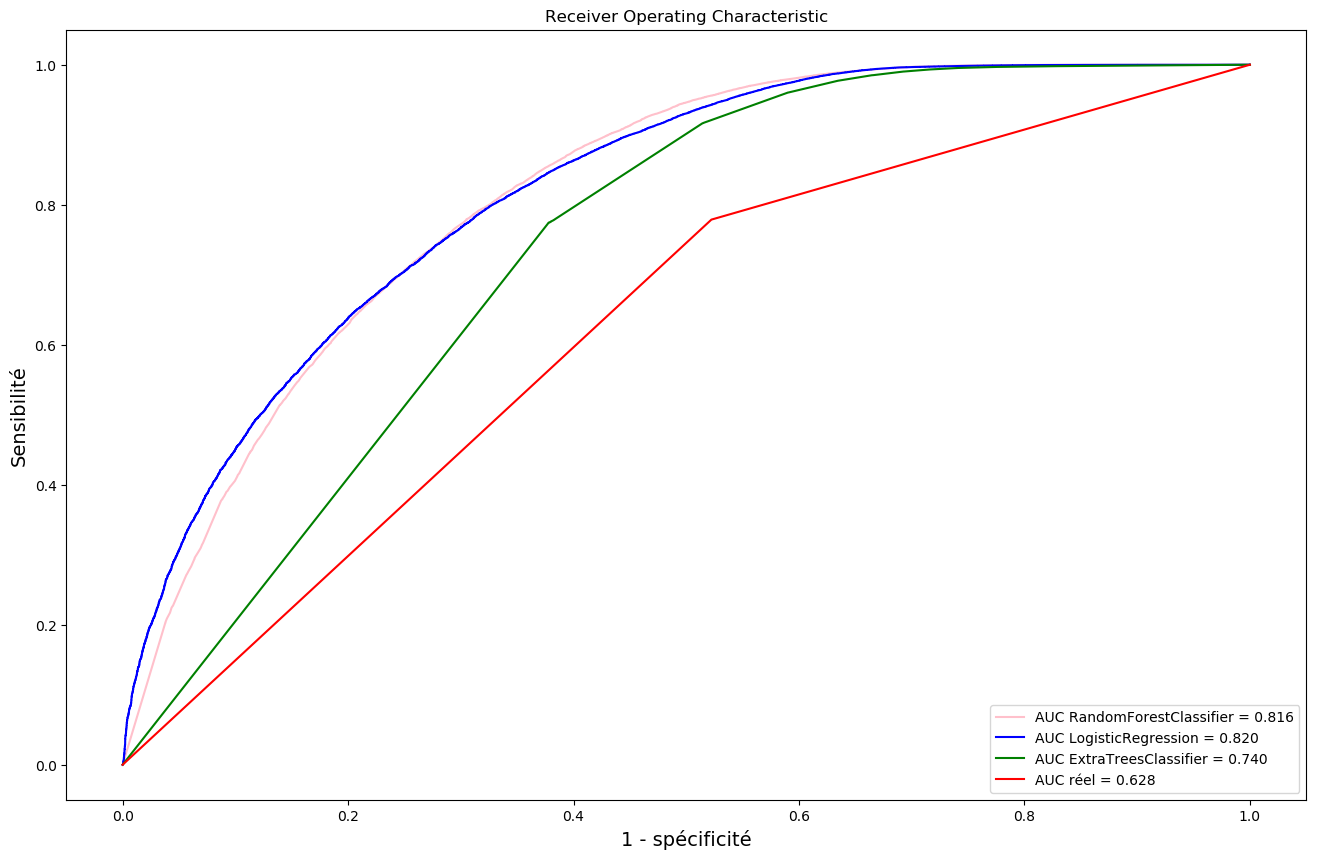 Receiver Operating Characteristic
1.0
0.8
0.6
0.4
0.2
0.0
Sensibilité
0.0 0.2 0.4 0.6 0.8 1.0
1 - spécificité
AUC RandomForestClassifier = 0.816
AUC LogisticRegression = 0.820
AUC ExtraTreesClassifier = 0.740
AUC réel = 0.628